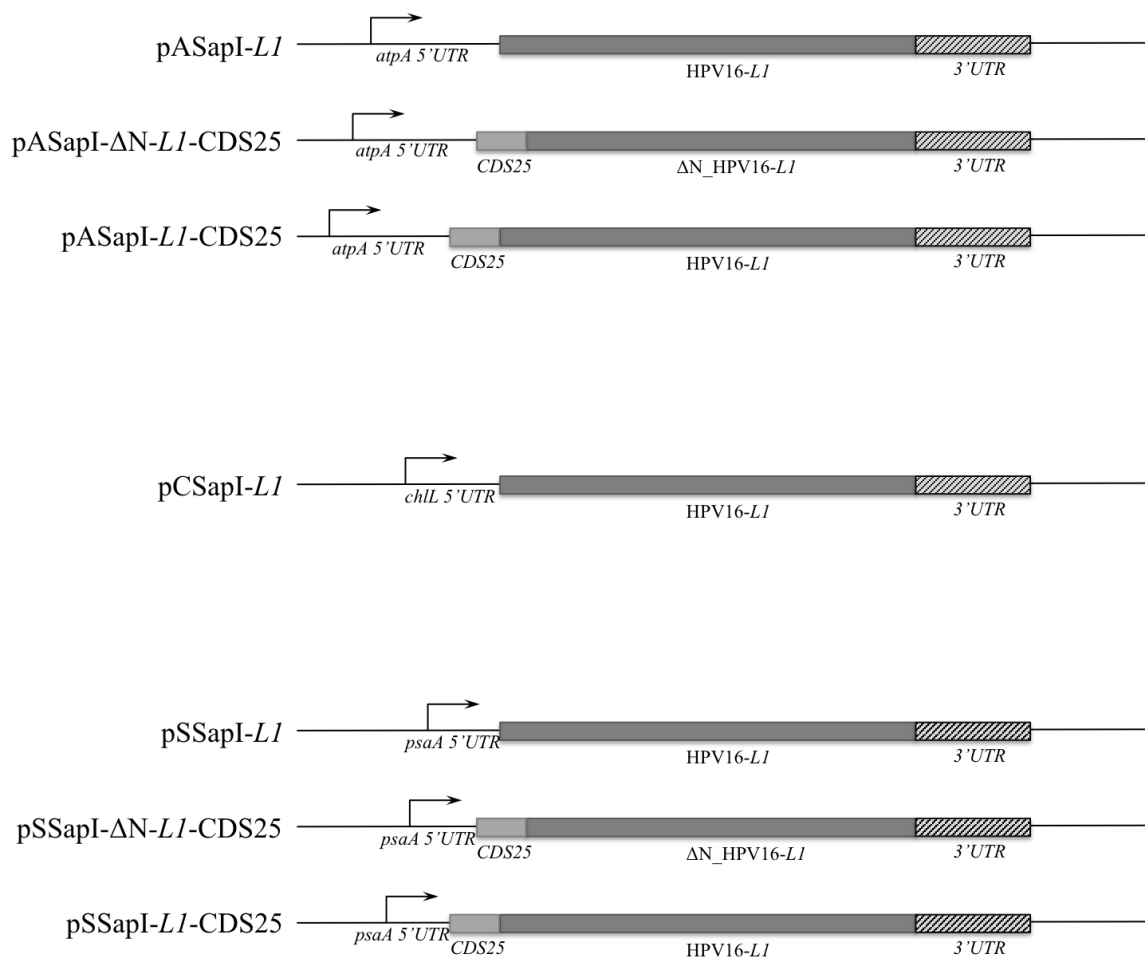 pASapI-L1
atpA 5’UTR
HPV16-L1
3’UTR
pASapI-ΔN-L1-CDS25
atpA 5’UTR
CDS25
ΔN_HPV16-L1
3’UTR
pASapI-L1-CDS25
atpA 5’UTR
CDS25
HPV16-L1
3’UTR
pCSapI-L1
chlL 5’UTR
HPV16-L1
3’UTR
pSSapI-L1
psaA 5’UTR
HPV16-L1
3’UTR
pSSapI-ΔN-L1-CDS25
psaA 5’UTR
CDS25
ΔN_HPV16-L1
3’UTR
pSSapI-L1-CDS25
psaA 5’UTR
CDS25
HPV16-L1
3’UTR